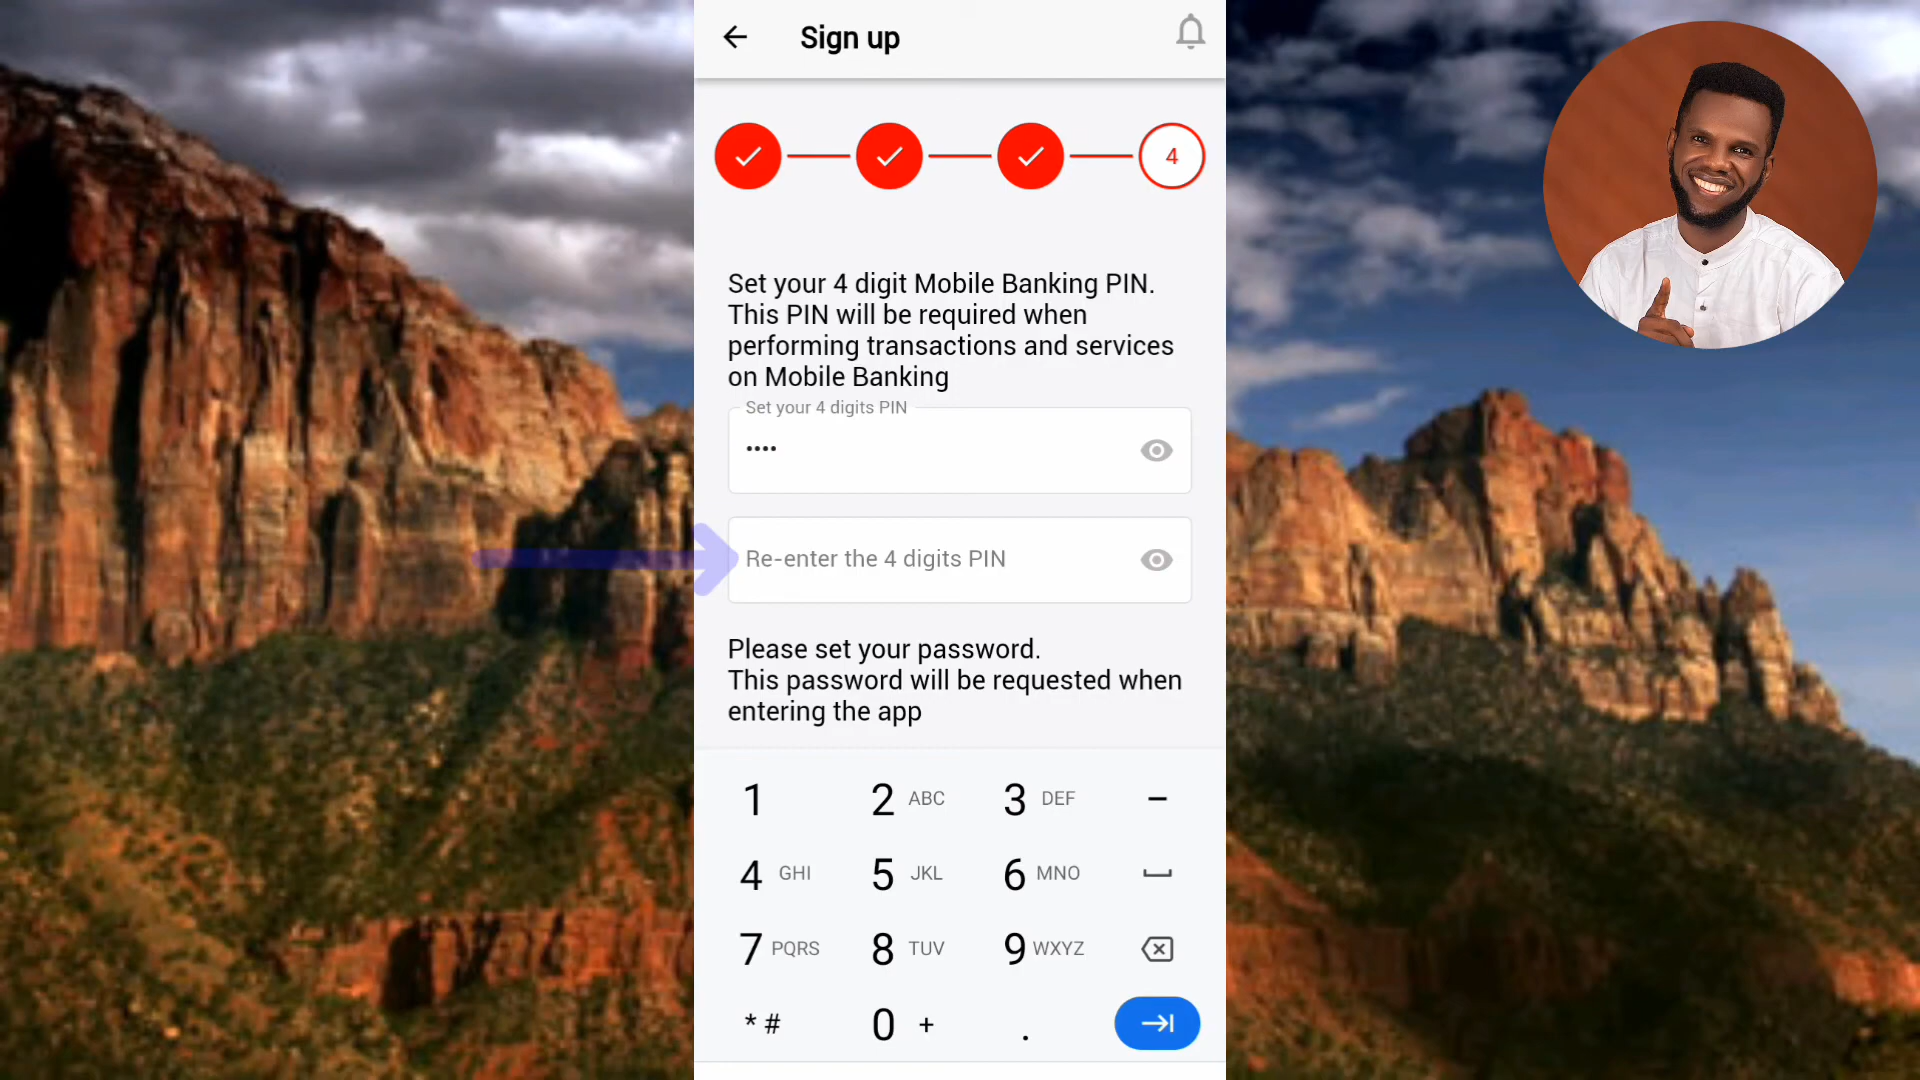 Sign up
4
Set your 4 digit Mobile Banking PIN.
This PIN will be required when
performing transactions and services
on Mobile Banking
Set your 4 digits PIN
••••
Re-enter the 4 digits PIN
Please set your password.
This password will be requested when
entering the app
1 2 ABC 3 DEF –
4 GHI 5 JKL 6 MNO
7 PQRS 8 TUV 9 WXYZ
* # 0 + .